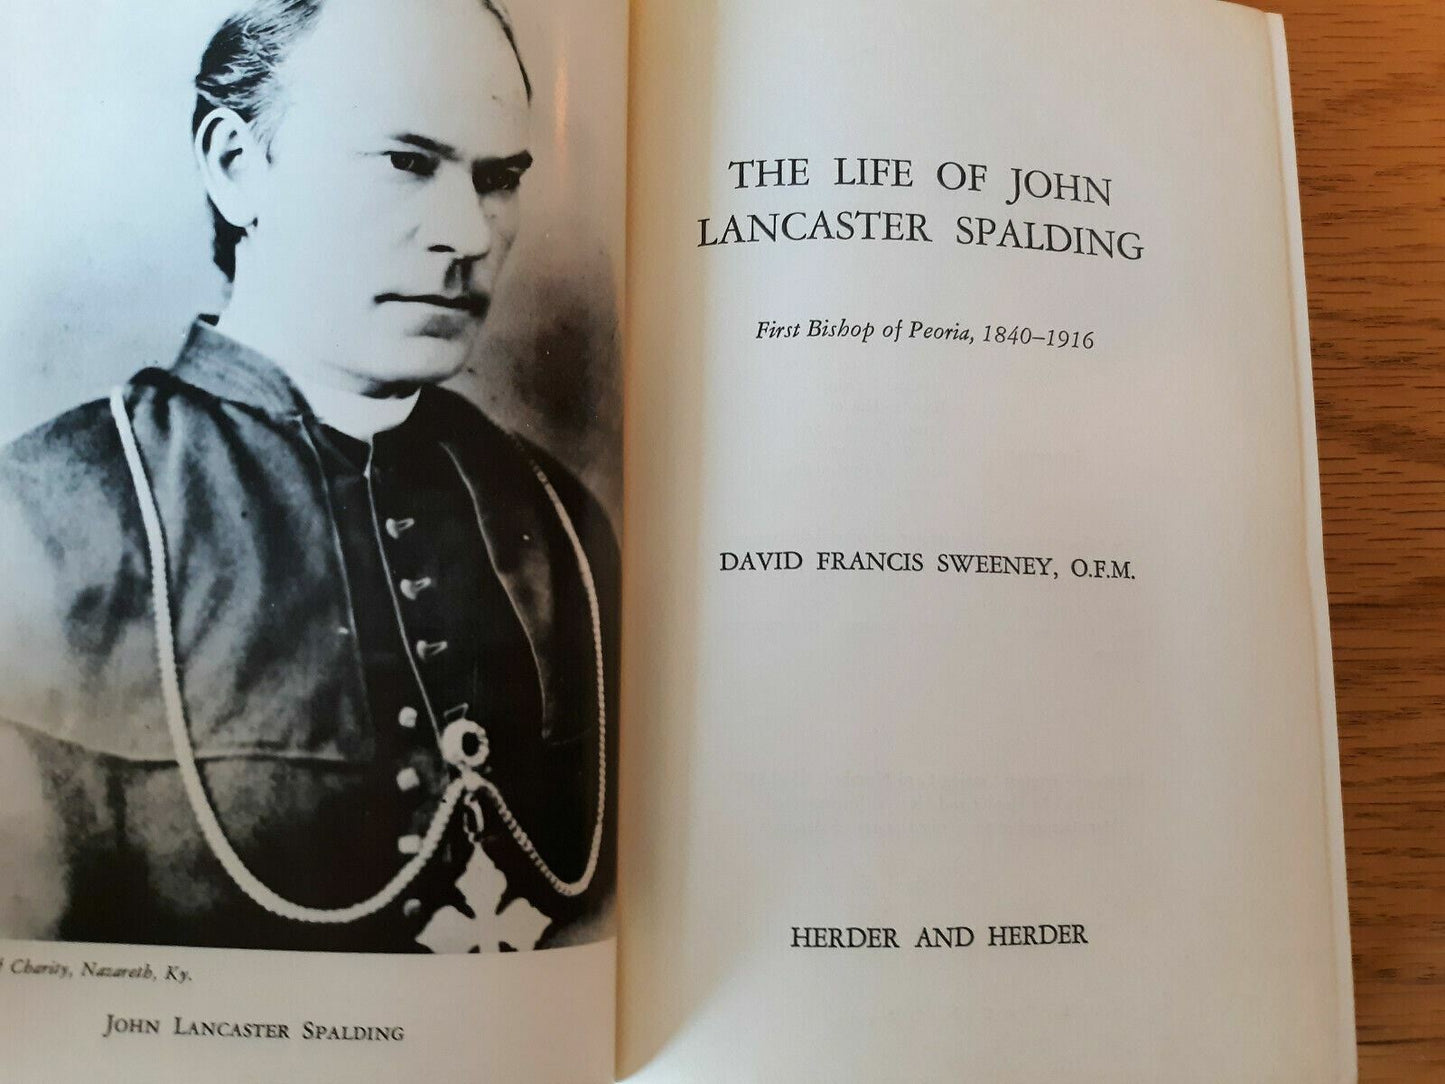 Charity, Nazareth, Ky.
JOHN LANCASTER SPALDING
THE LIFE OF JOHN
LANCASTER SPALDING
First Bishop of Peoria, 1840–1916
DAVID FRANCIS SWEENEY, O.F.M.
HERDER AND HERDER